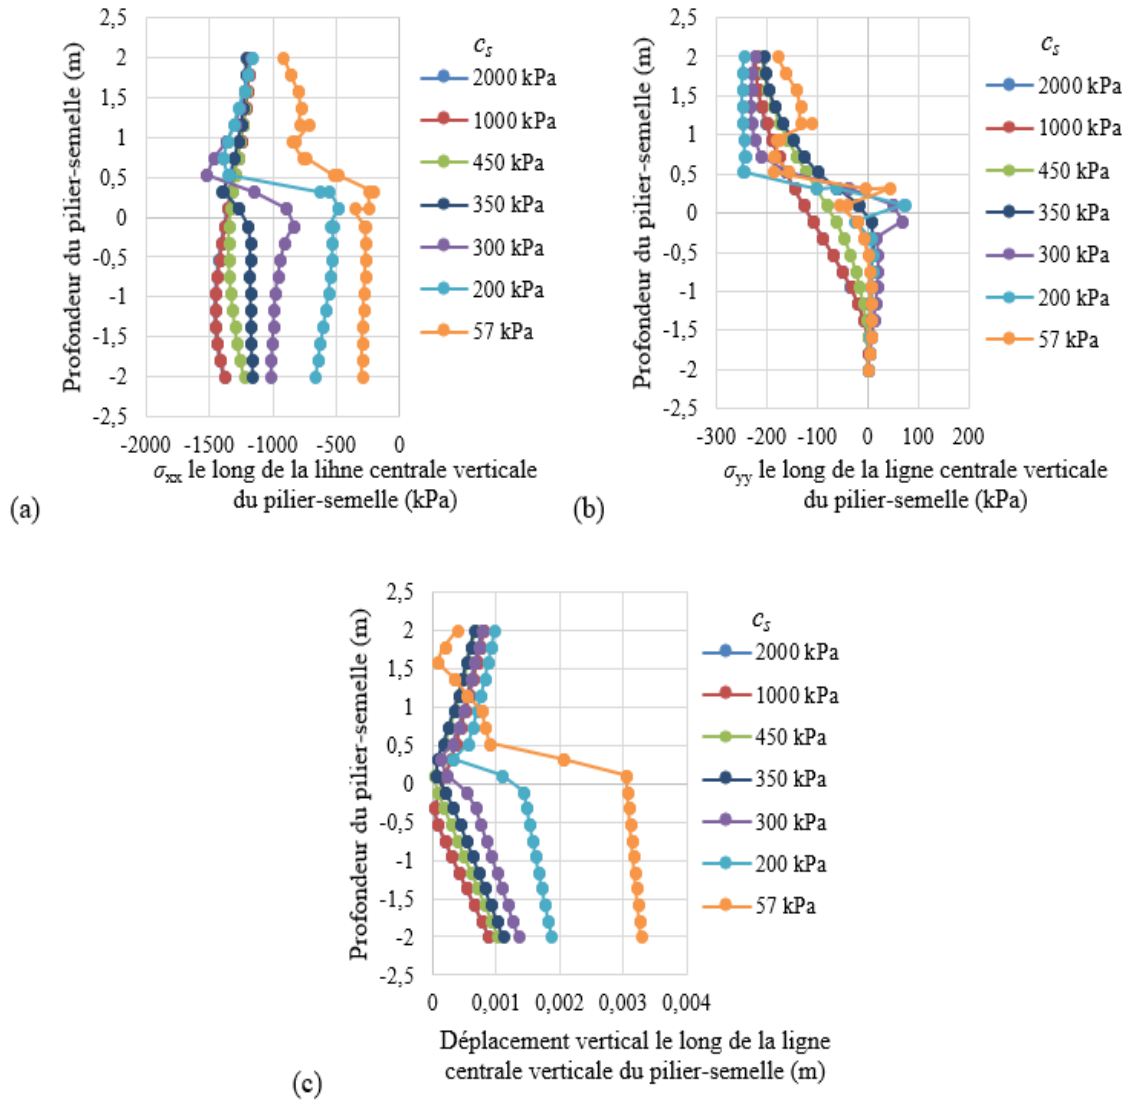 2,5
2
1,5
1
0,5
0
-0,5
-1
-1,5
-2
-2,5
-2000 -1500 -1000 -500 0
Profondeur du pilier-semelle (m)
c_s
2000 kPa
1000 kPa
450 kPa
350 kPa
300 kPa
200 kPa
57 kPa
σxx le long de la lihne centrale verticale
du pilier-semelle (kPa)
(a)
2,5
2
1,5
1
0,5
0
-0,5
-1
-1,5
-2
-2,5
-300 -200 -100 0 100 200
Profondeur du pilier-semelle (m)
c_s
2000 kPa
1000 kPa
450 kPa
350 kPa
300 kPa
200 kPa
57 kPa
σyy le long de la ligne centrale verticale
du pilier-semelle (kPa)
(b)
2,5
2
1,5
1
0,5
0
-0,5
-1
-1,5
-2
-2,5
0 0,001 0,002 0,003 0,004
Profondeur du pilier-semelle (m)
c_s
2000 kPa
1000 kPa
450 kPa
350 kPa
300 kPa
200 kPa
57 kPa
Déplacement vertical le long de la ligne
centrale verticale du pilier-semelle (m)
(c)